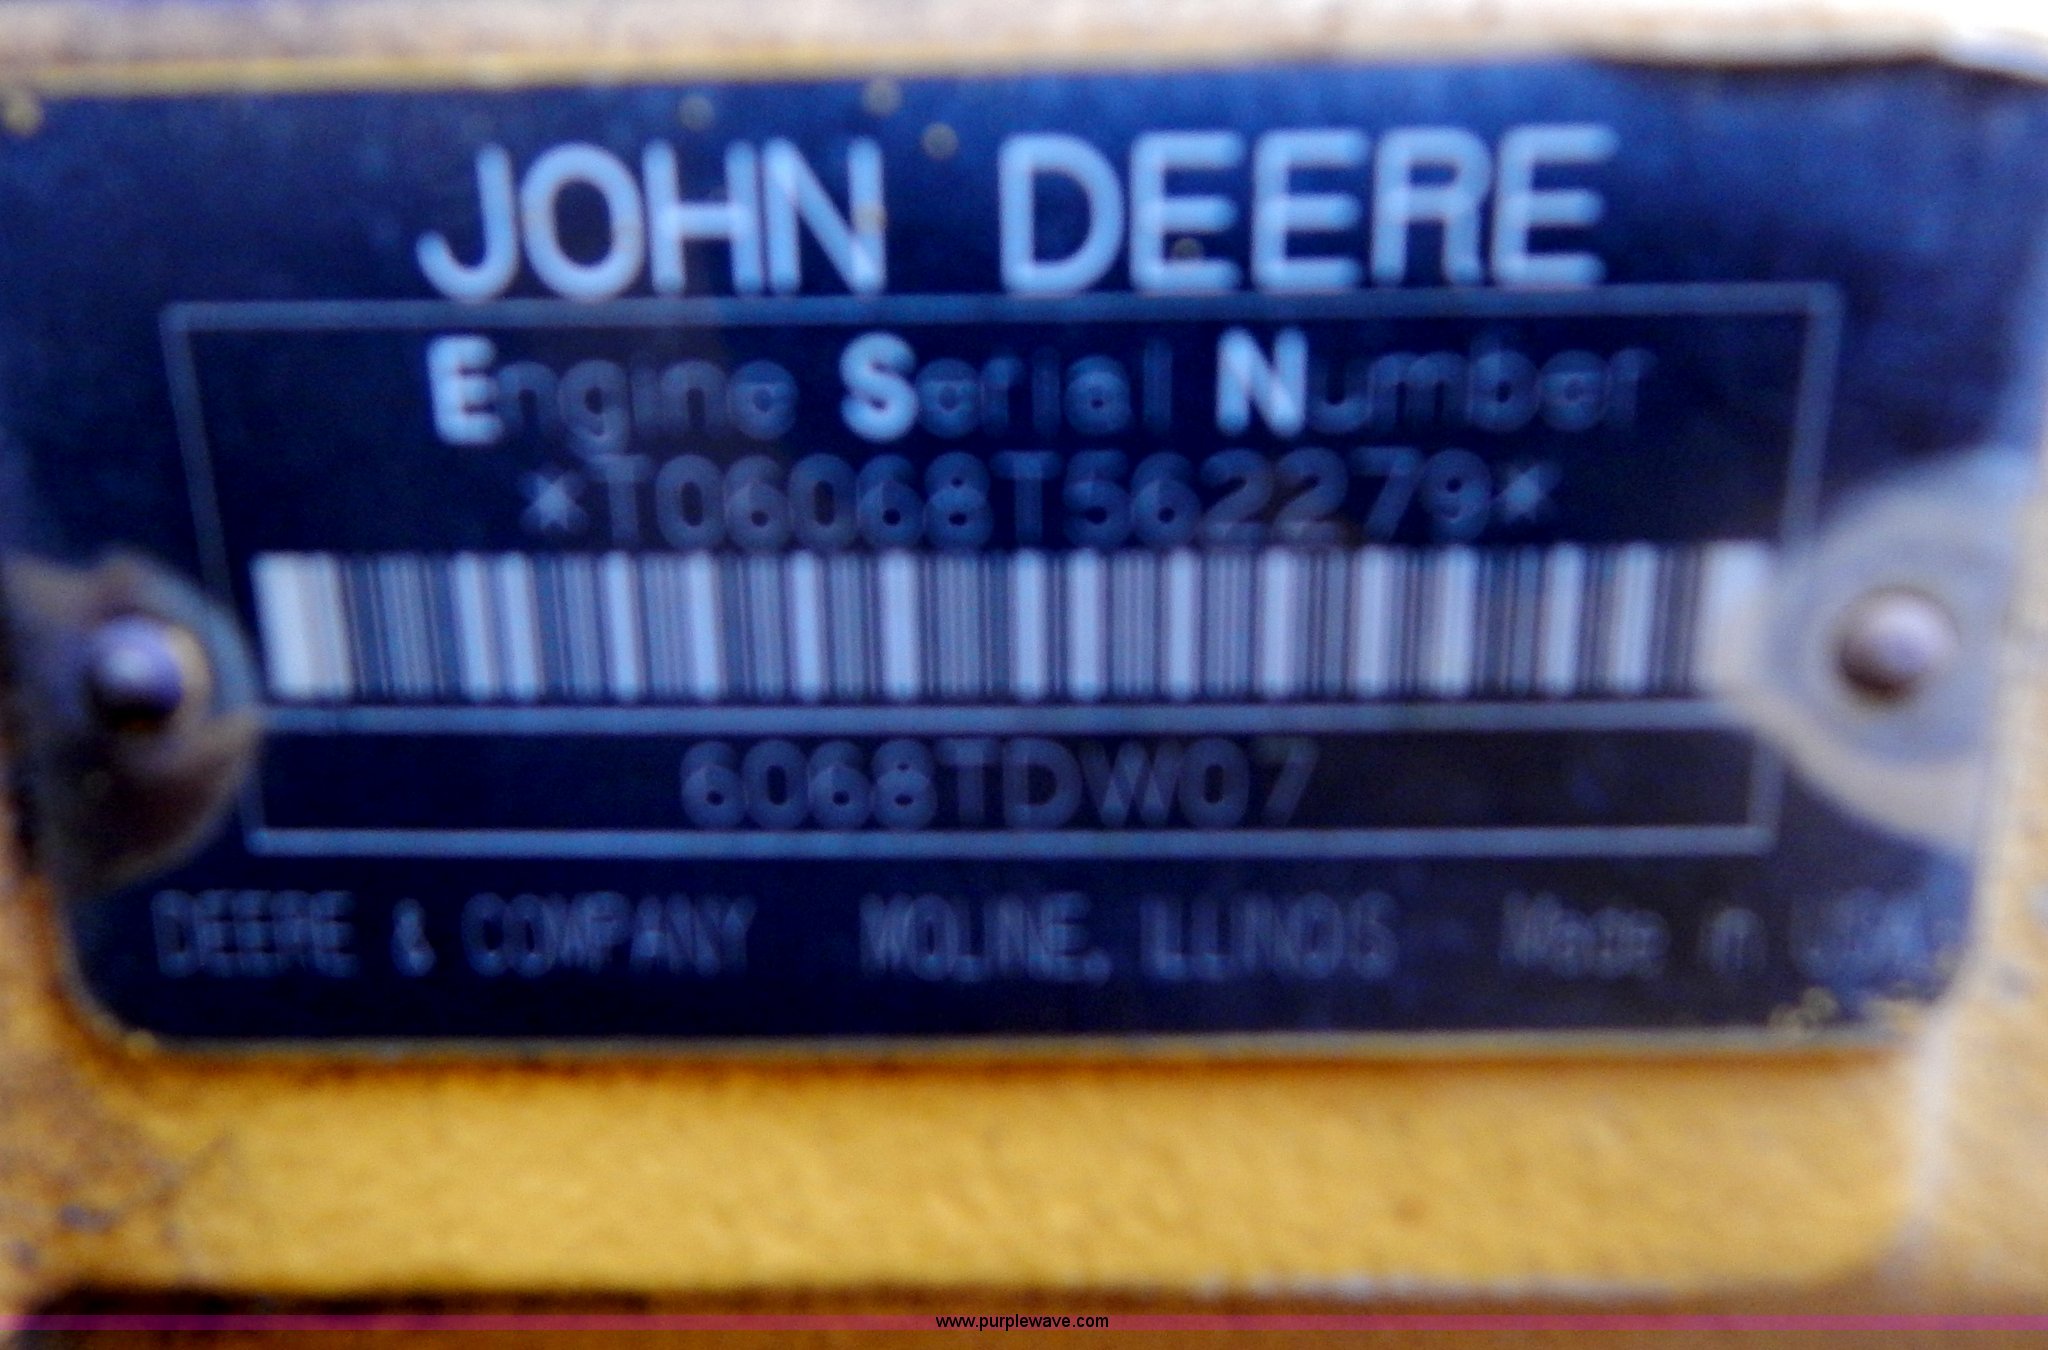 JOHN DEERE
Engine Serial Number
*T06068T562279*
6068TDW07
DEERE & COMPANY MOLINE, ILLINOIS Made in USA
www.purplewave.com